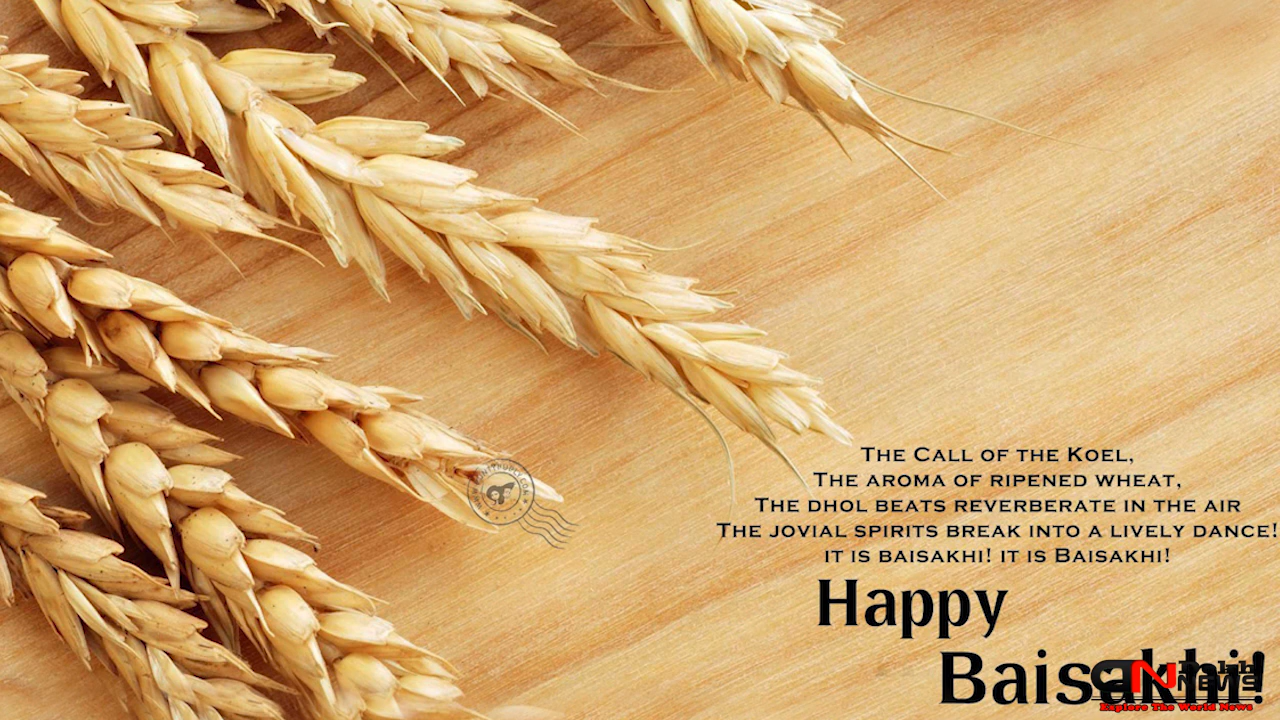 The Call of the Koel,
The aroma of ripened wheat,
The dhol beats reverberate in the air
The jovial spirits break into a lively dance!
it is baisakhi! it is Baisakhi!
Happy
Baisakhi!
NEWS
Explore The World News